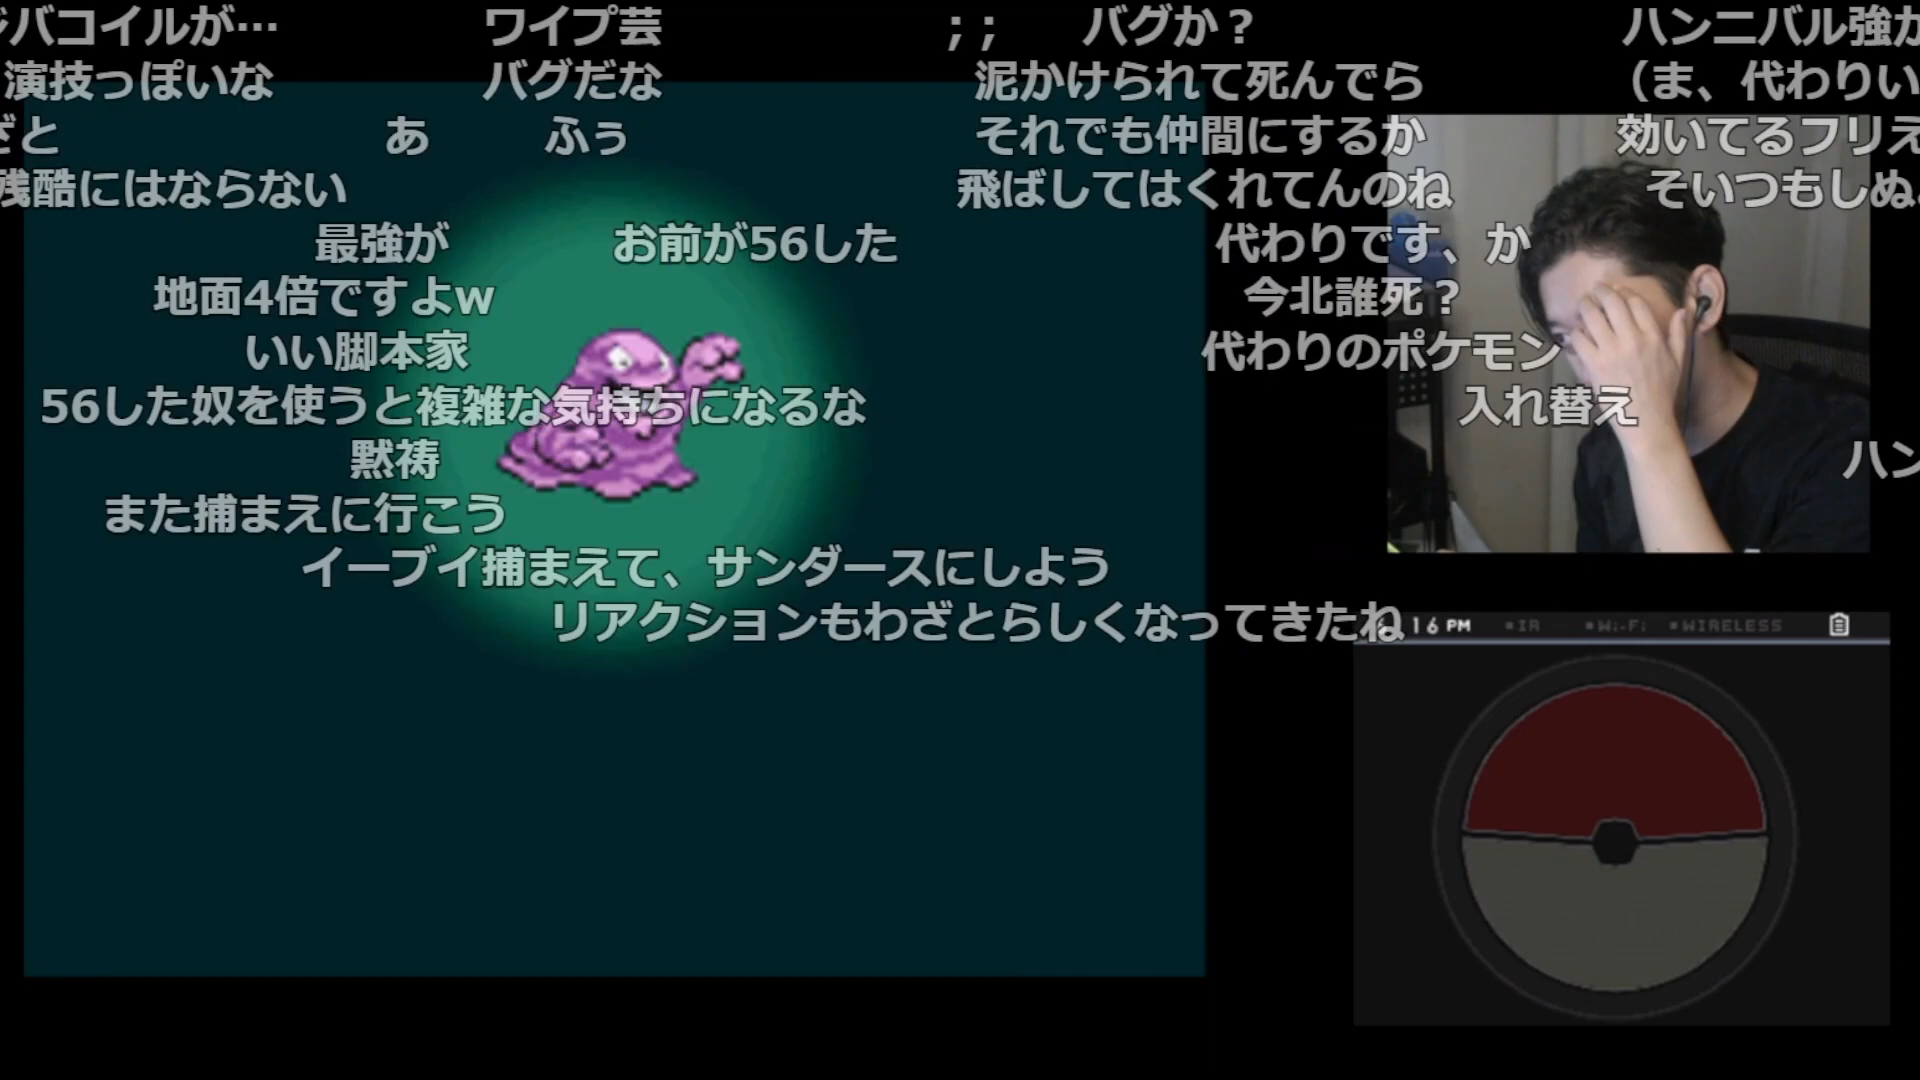 ジバコイルが…
ワイプ芸
; ;
バグか？
ハンニバル強か
演技っぽいな
バグだな
泥かけられて死んでら
（ま、代わりい
ざと
あ
ふぅ
それでも仲間にするか
効いてるフリえ
残酷にはならない
飛ばしてはくれてんのね
そいつもしぬ
最強が
お前が56した
代わりです、か
地面4倍ですよw
今北誰死？
いい脚本家
代わりのポケモン
56した奴を使うと複雑な気持ちになるな
入れ替え
黙祷
ハン
また捕まえに行こう
イーブイ捕まえて、サンダースにしよう
リアクションもわざとらしくなってきたね
16 PM
IR
Wi-Fi
WIRELESS